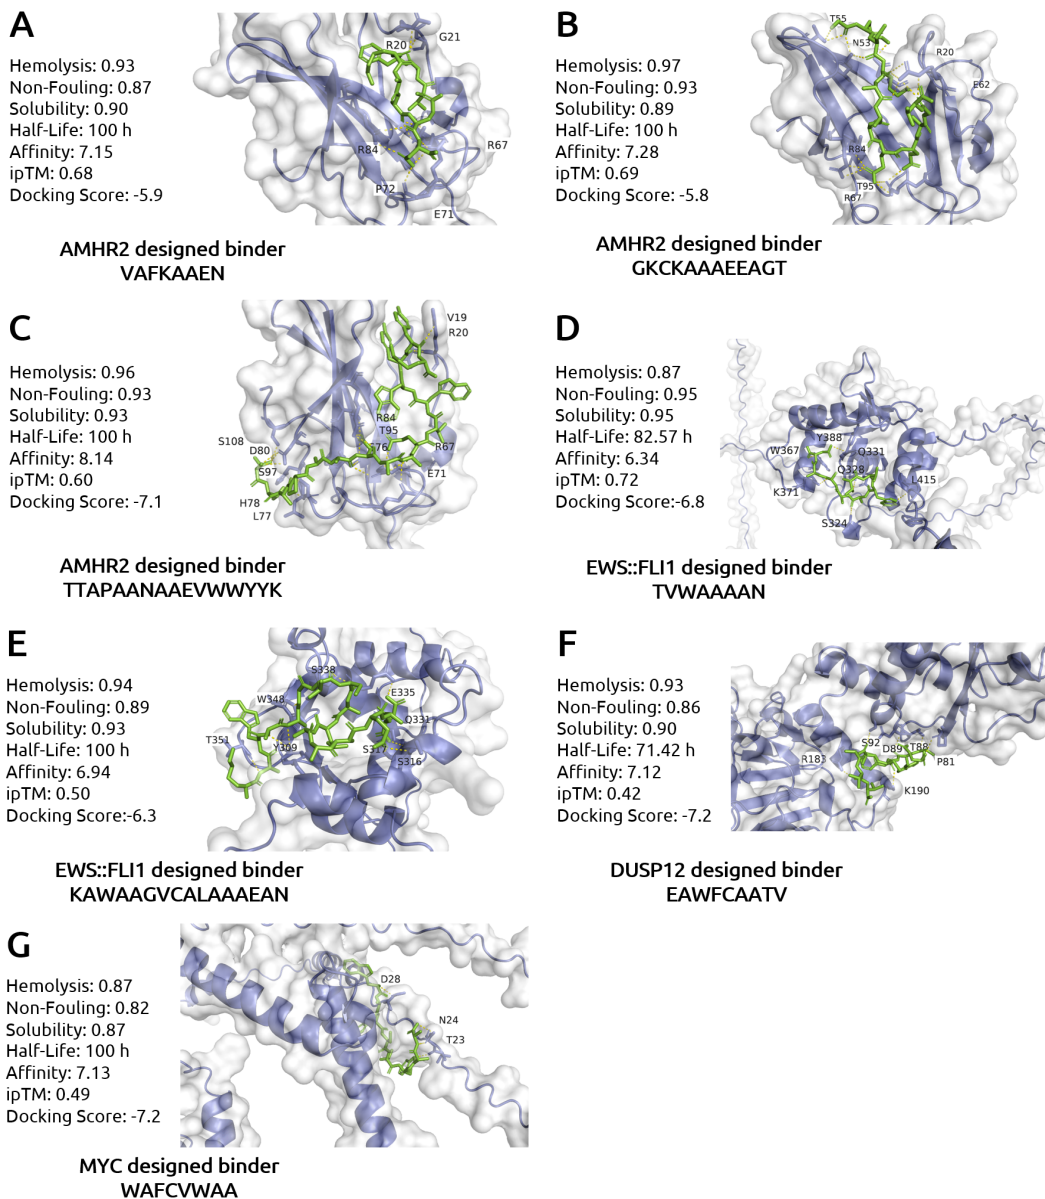 A
Hemolysis: 0.93
Non-Fouling: 0.87
Solubility: 0.90
Half-Life: 100 h
Affinity: 7.15
ipTM: 0.68
Docking Score: -5.9
R20
G21
R84
R67
P72
E71
AMHR2 designed binder
VAFKAAEN
B
Hemolysis: 0.97
Non-Fouling: 0.93
Solubility: 0.89
Half-Life: 100 h
Affinity: 7.28
ipTM: 0.69
Docking Score: -5.8
T55
N53
R20
E62
R84
T95
R67
AMHR2 designed binder
GKCKAAAEEAGT
C
Hemolysis: 0.96
Non-Fouling: 0.93
Solubility: 0.93
Half-Life: 100 h
Affinity: 8.14
ipTM: 0.60
Docking Score: -7.1
V19
R20
R84
T95
S108
D80
R67
S97
E71
H78
L77
AMHR2 designed binder
TTAPAANAAEVWWYYK
D
Hemolysis: 0.87
Non-Fouling: 0.95
Solubility: 0.95
Half-Life: 82.57 h
Affinity: 6.34
ipTM: 0.72
Docking Score:-6.8
Y388
W367
Q331
Q328
L415
K371
S324
EWS::FLI1 designed binder
TVWAAAAN
E
Hemolysis: 0.94
Non-Fouling: 0.89
Solubility: 0.93
Half-Life: 100 h
Affinity: 6.94
ipTM: 0.50
Docking Score:-6.3
S338
W348
E335
Q331
T351
Y309
S317
S316
EWS::FLI1 designed binder
KAWAAGVCALAAAEAN
F
Hemolysis: 0.93
Non-Fouling: 0.86
Solubility: 0.90
Half-Life: 71.42 h
Affinity: 7.12
ipTM: 0.42
Docking Score: -7.2
S92
D89
T88
R183
P81
K190
DUSP12 designed binder
EAWFCAATV
G
Hemolysis: 0.87
Non-Fouling: 0.82
Solubility: 0.87
Half-Life: 100 h
Affinity: 7.13
ipTM: 0.49
Docking Score: -7.2
D28
N24
T23
MYC designed binder
WAFCVWAA